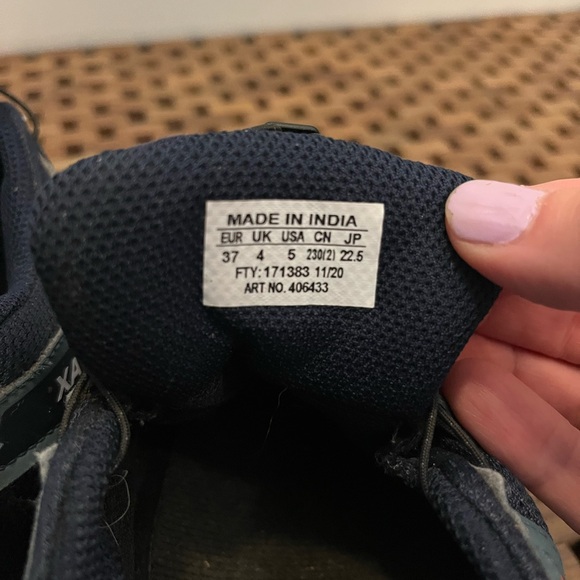 MADE IN INDIA
EUR UK USA CN JP
37 4 5 230(2) 22.5
FTY: 171383 11/20
ART NO. 406433
XA